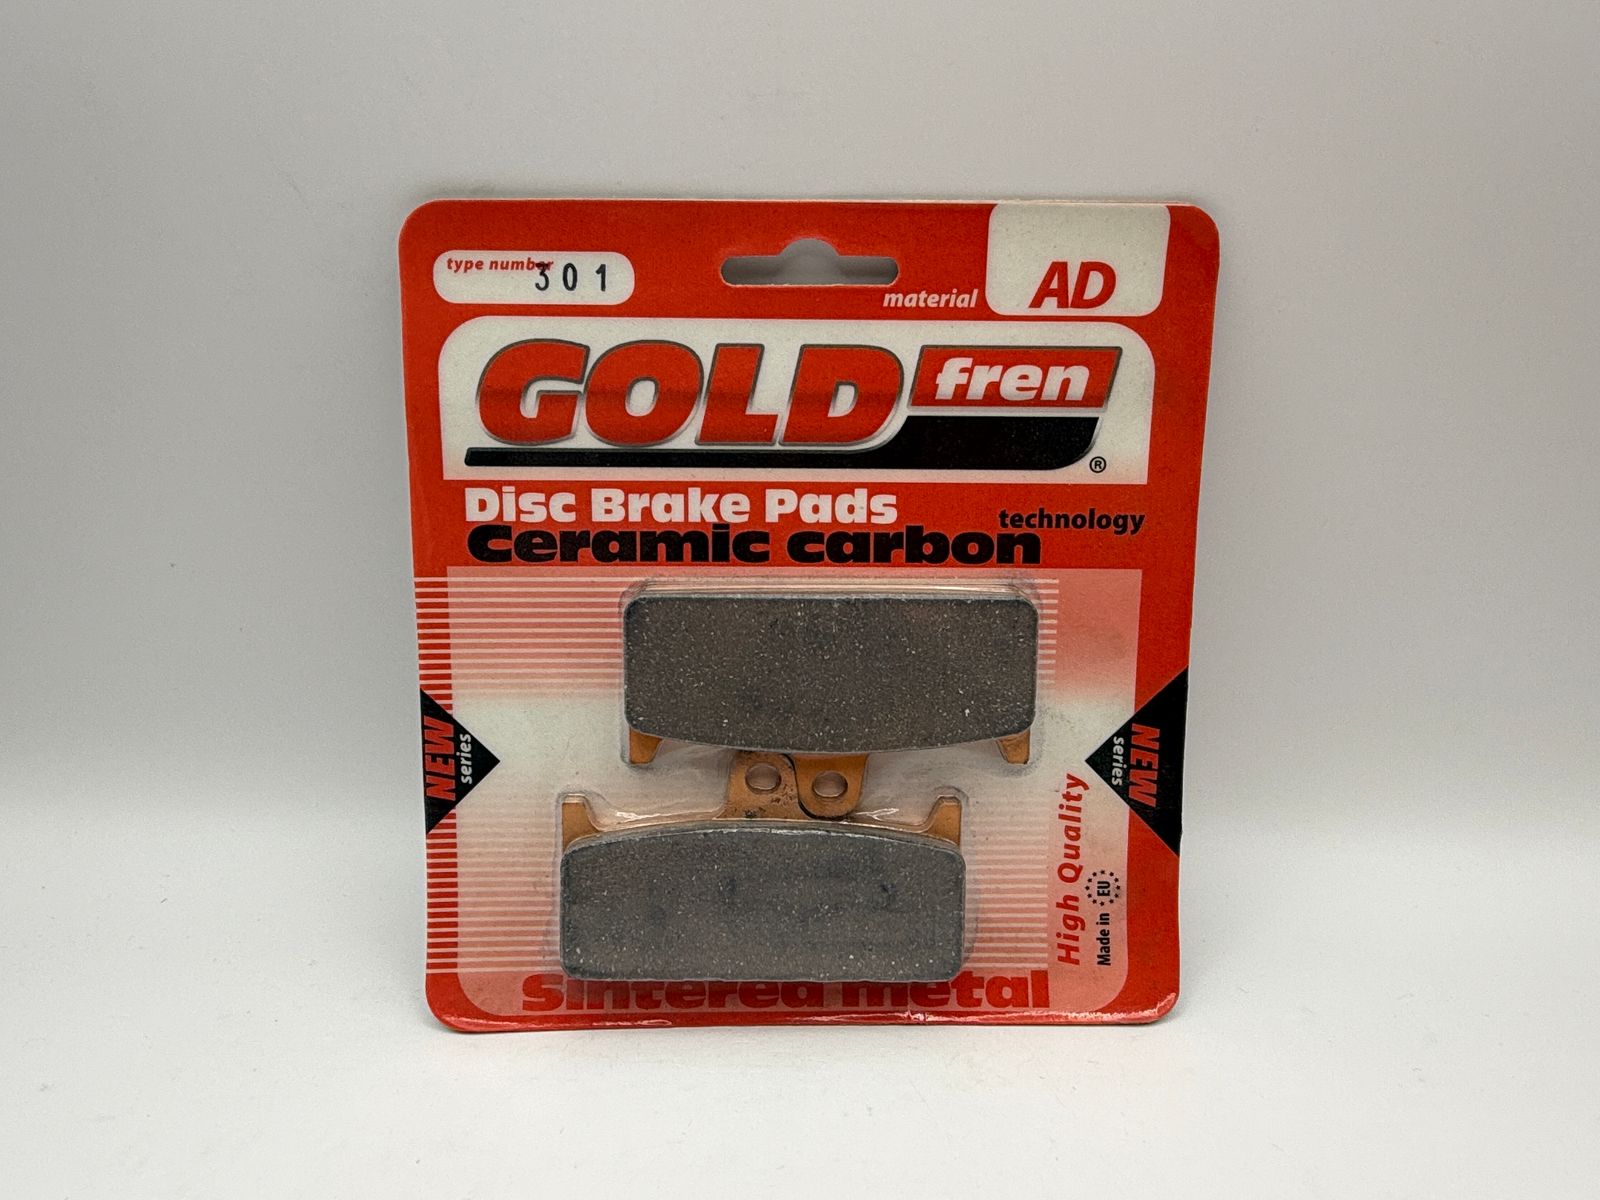 type number 301
material AD
GOLD fren ®
Disc Brake Pads
Ceramic carbon technology
NEW series
NEW series
High Quality
Made in EU
Sintered metal